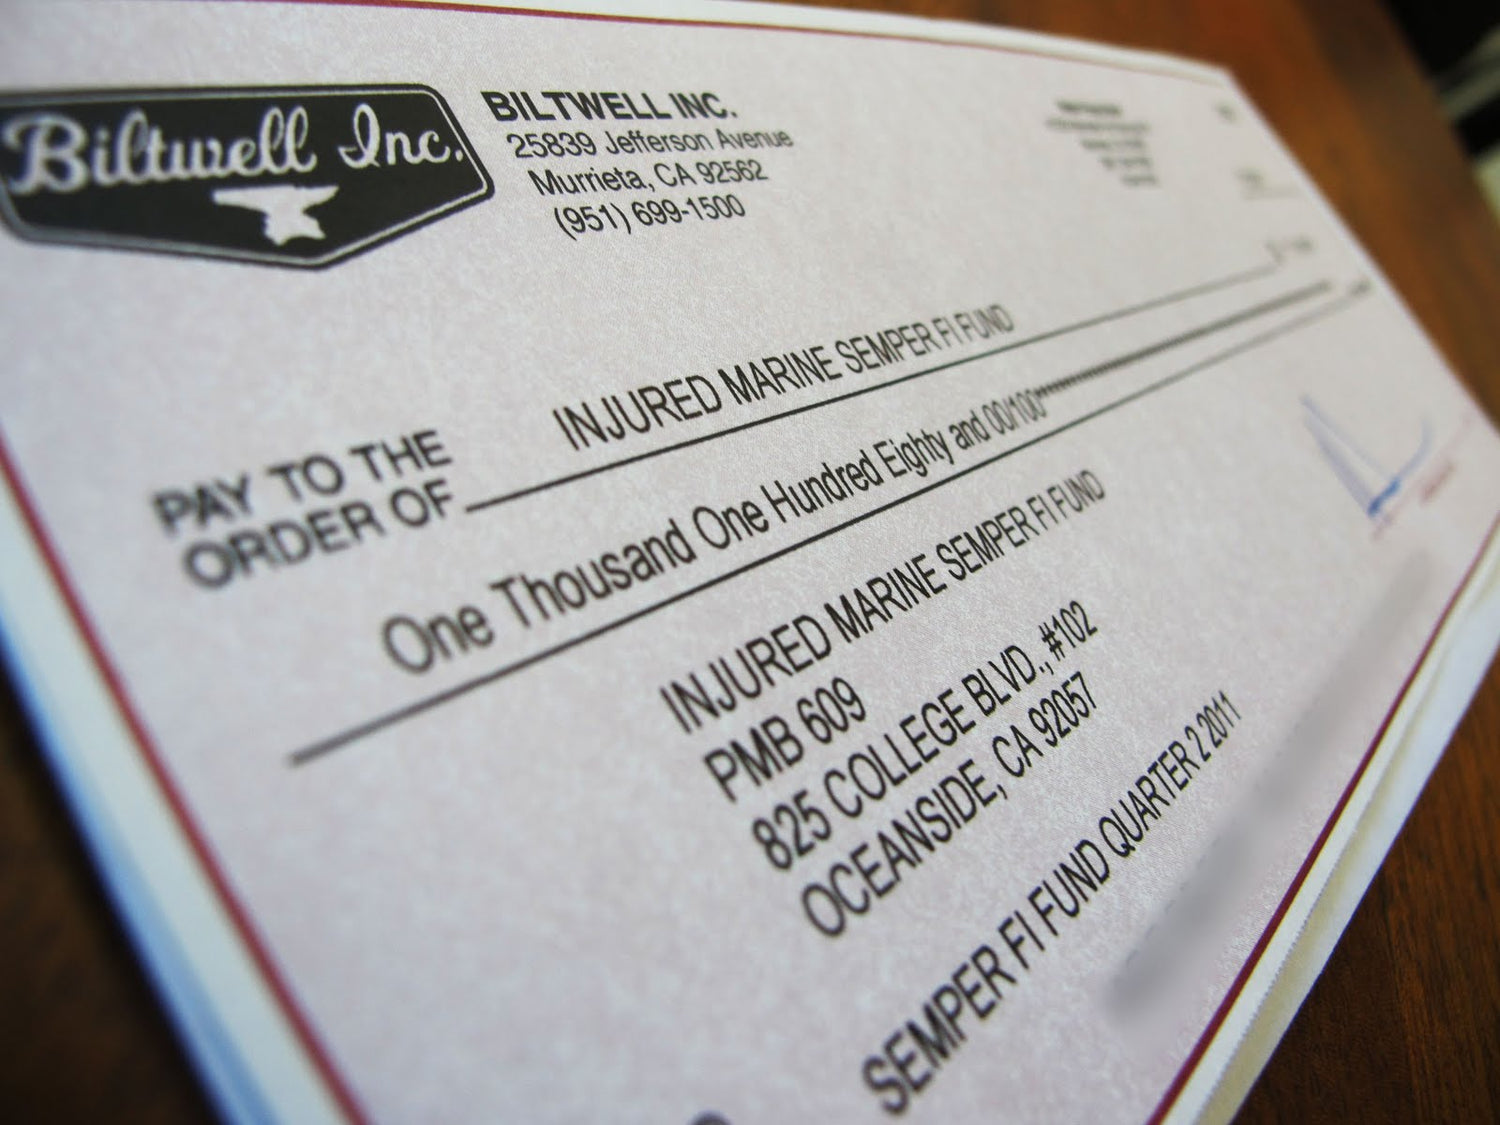 Biltwell Inc.
BILTWELL INC.
25839 Jefferson Avenue
Murrieta, CA 92562
(951) 699-1500
PAY TO THE
ORDER OF
INJURED MARINE SEMPER FI FUND
One Thousand One Hundred Eighty and 00/100
INJURED MARINE SEMPER FI FUND
PMB 609
825 COLLEGE BLVD., #102
OCEANSIDE, CA 92057
SEMPER FI FUND QUARTER 2 2011